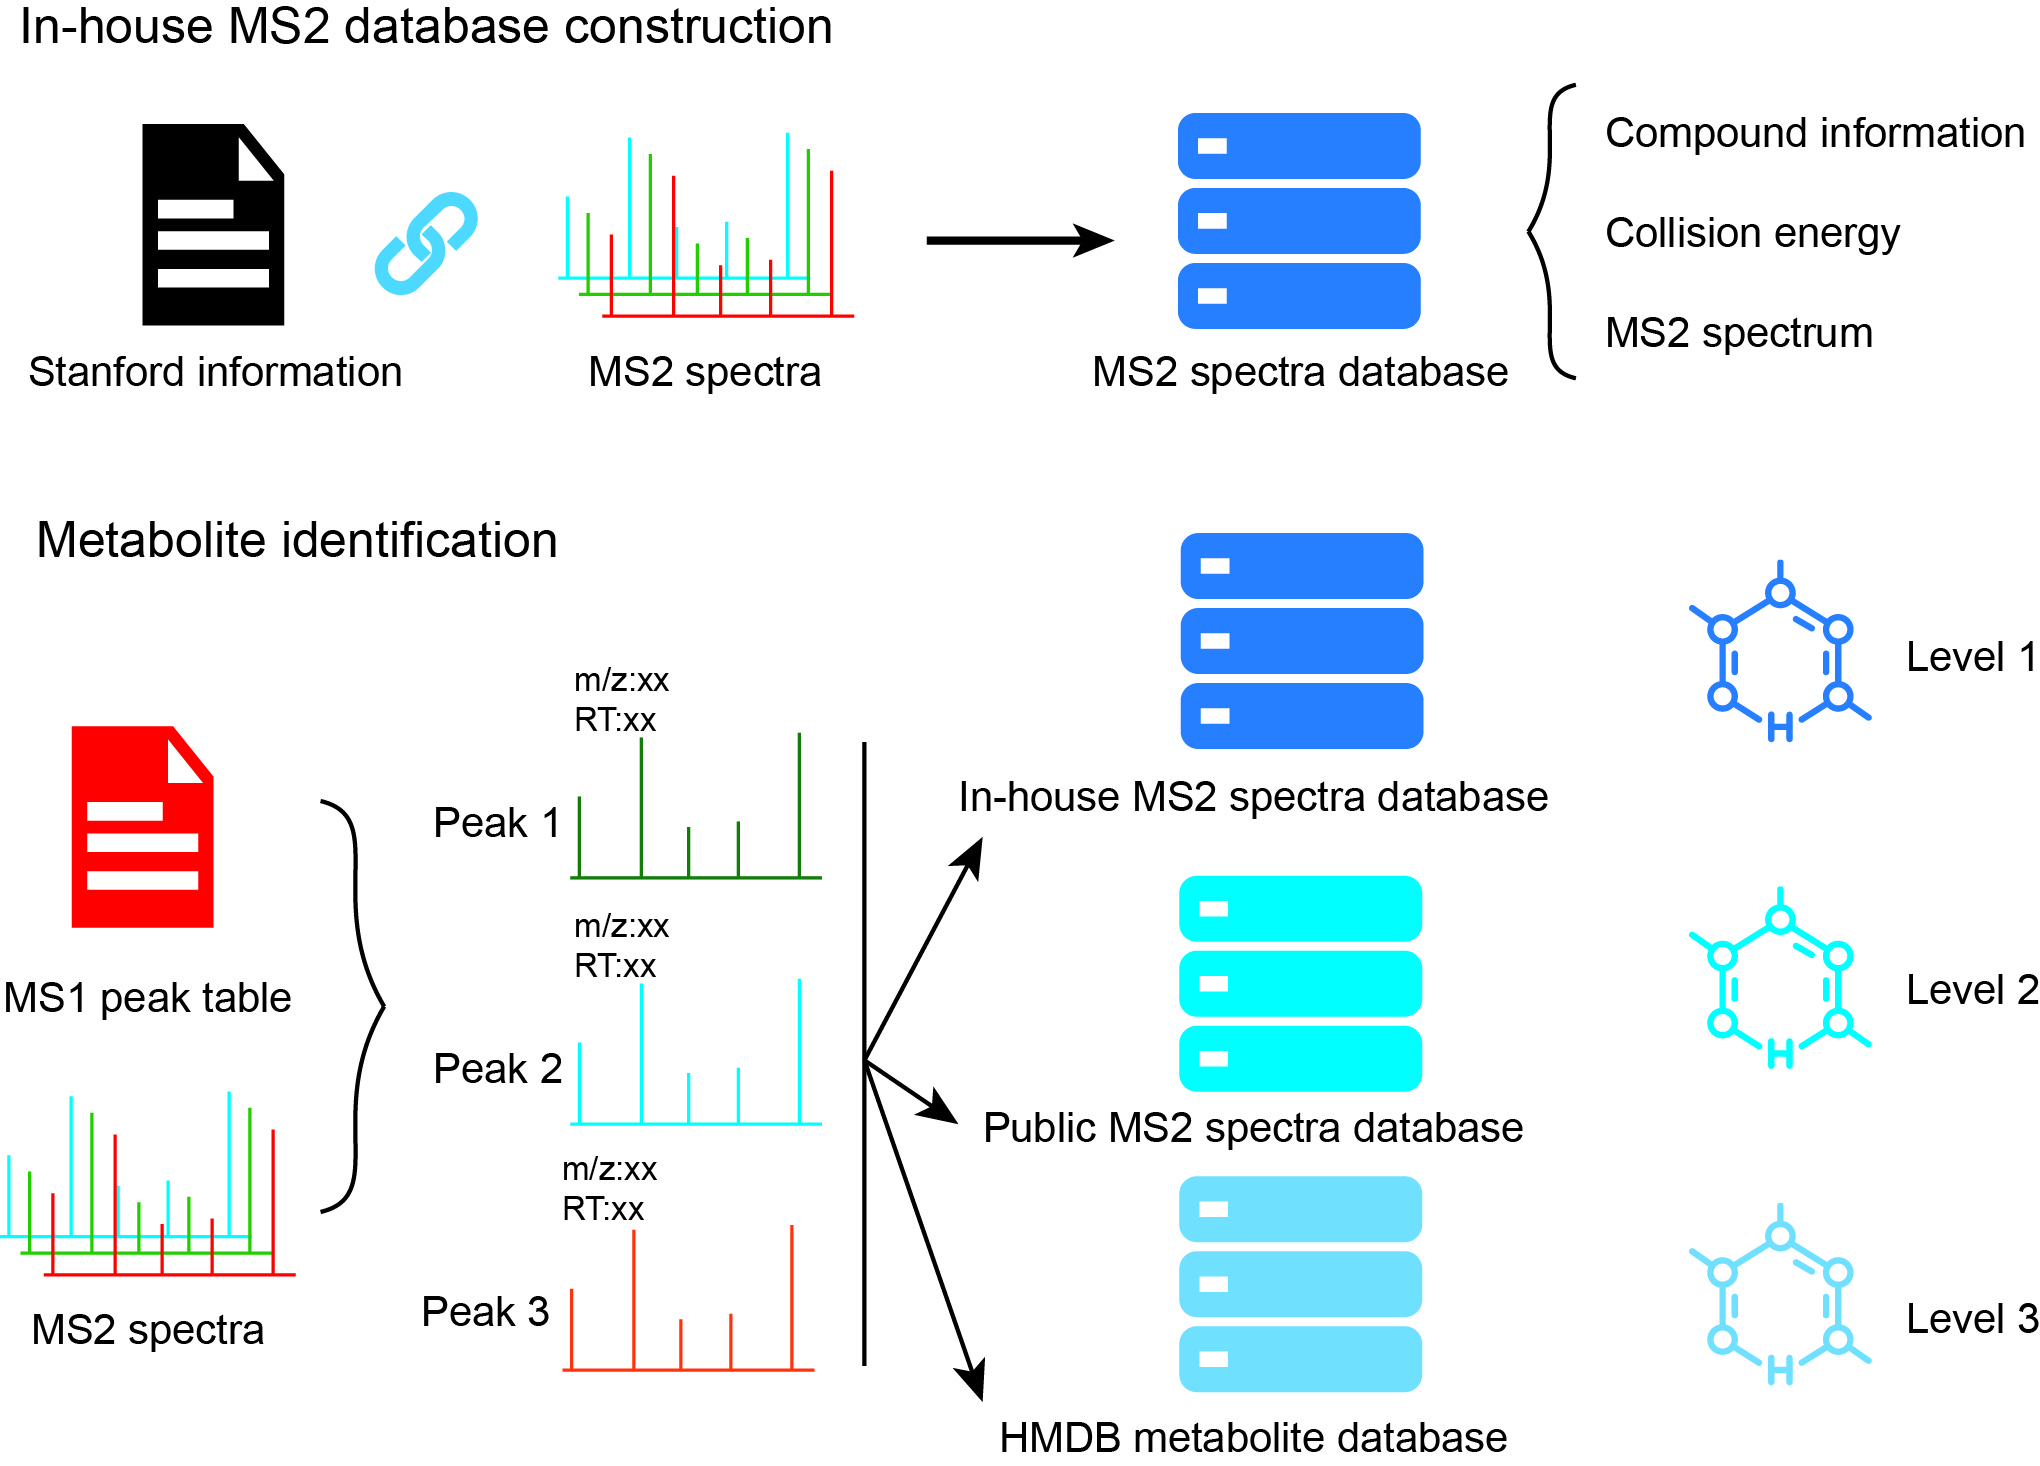 In-house MS2 database construction
Compound information
Collision energy
MS2 spectrum
Stanford information
MS2 spectra
MS2 spectra database
Metabolite identification
MS1 peak table
MS2 spectra
m/z:xx
RT:xx
Peak 1
m/z:xx
RT:xx
Peak 2
m/z:xx
RT:xx
Peak 3
In-house MS2 spectra database
Level 1
Public MS2 spectra database
Level 2
HMDB metabolite database
Level 3
H
H
H